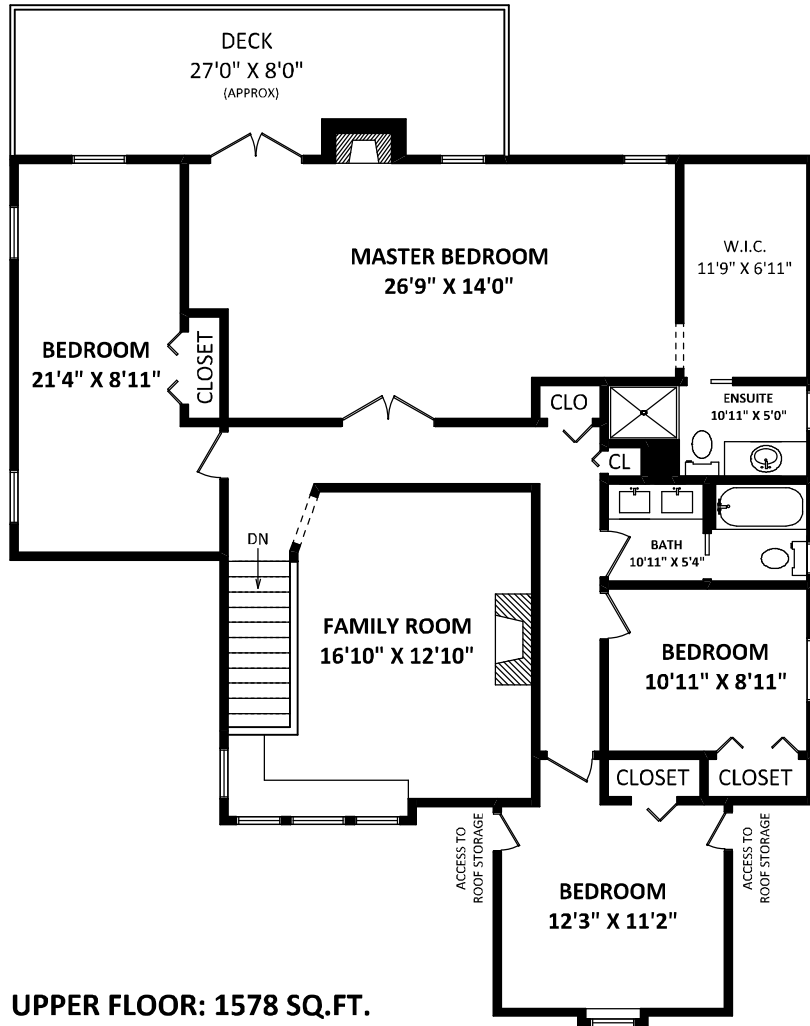 DECK
27'0" X 8'0"
(APPROX)
MASTER BEDROOM
26'9" X 14'0"
W.I.C.
11'9" X 6'11"
BEDROOM
21'4" X 8'11"
CLOSET
CLO
ENSUITE
10'11" X 5'0"
CL
DN
BATH
10'11" X 5'4"
FAMILY ROOM
16'10" X 12'10"
BEDROOM
10'11" X 8'11"
CLOSET
CLOSET
ACCESS TO
ROOF STORAGE
BEDROOM
12'3" X 11'2"
ACCESS TO
ROOF STORAGE
UPPER FLOOR: 1578 SQ.FT.